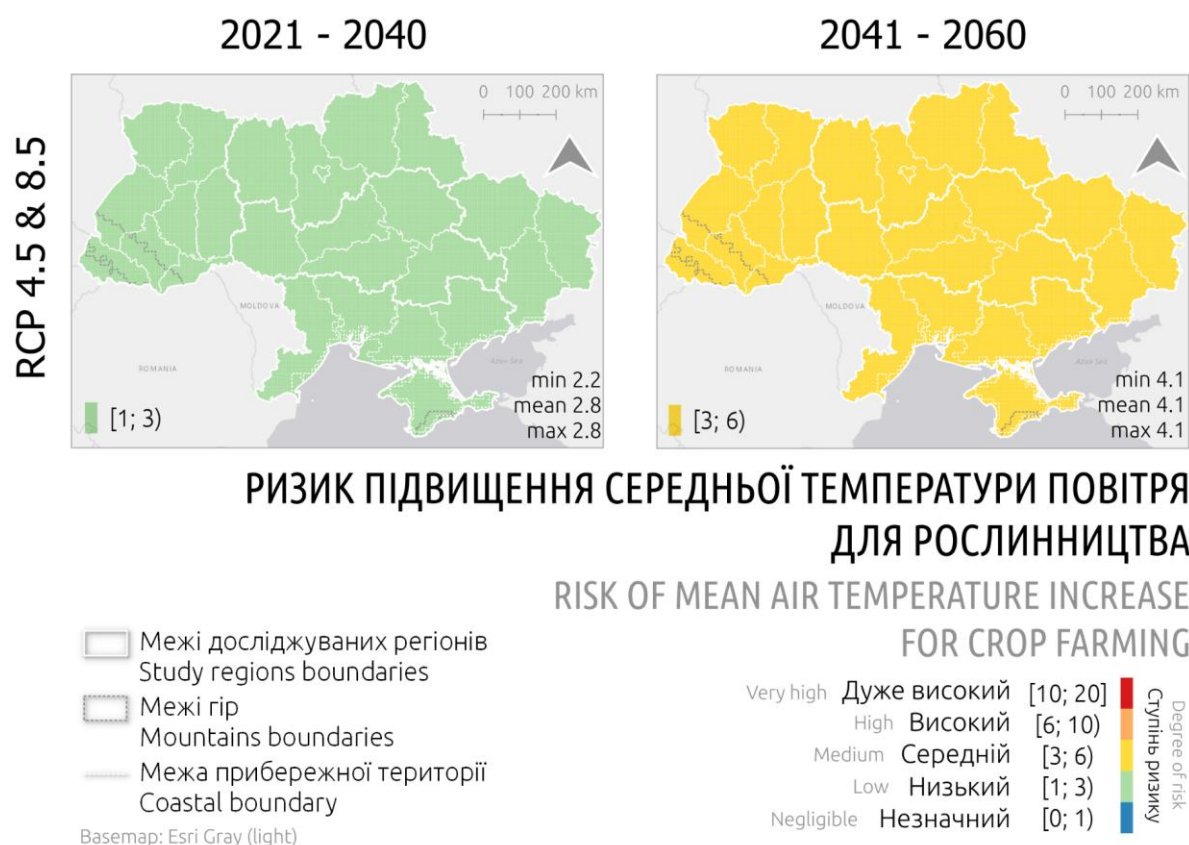 2021 - 2040
2041 - 2060
RCP 4.5 & 8.5
0 100 200 km
MOLDOVA
ROMANIA
Azov Sea
[1; 3)
min 2.2
mean 2.8
max 2.8
0 100 200 km
MOLDOVA
ROMANIA
Azov Sea
[3; 6)
min 4.1
mean 4.1
max 4.1
РИЗИК ПІДВИЩЕННЯ СЕРЕДНЬОЇ ТЕМПЕРАТУРИ ПОВІТРЯ
ДЛЯ РОСЛИННИЦТВА
RISK OF MEAN AIR TEMPERATURE INCREASE
FOR CROP FARMING
Межі досліджуваних регіонів
Study regions boundaries
Межі гір
Mountains boundaries
Межа прибережної території
Coastal boundary
Basemap: Esri Gray (light)
Very high Дуже високий [10; 20]
High Високий [6; 10)
Medium Середній [3; 6)
Low Низький [1; 3)
Negligible Незначний [0; 1)
Ступінь ризику
Degree of risk